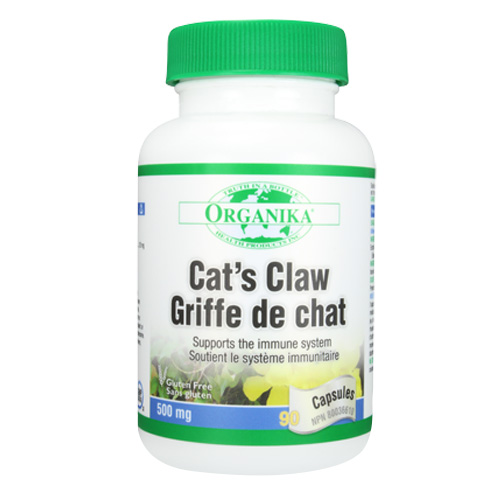 TRUTH IN A BOTTLE
ORGANIKA®
HEALTH PRODUCTS INC
Cat's Claw
Griffe de chat
Supports the immune system
Soutient le système immunitaire
Gluten Free
Sans gluten
500 mg
90
Capsules